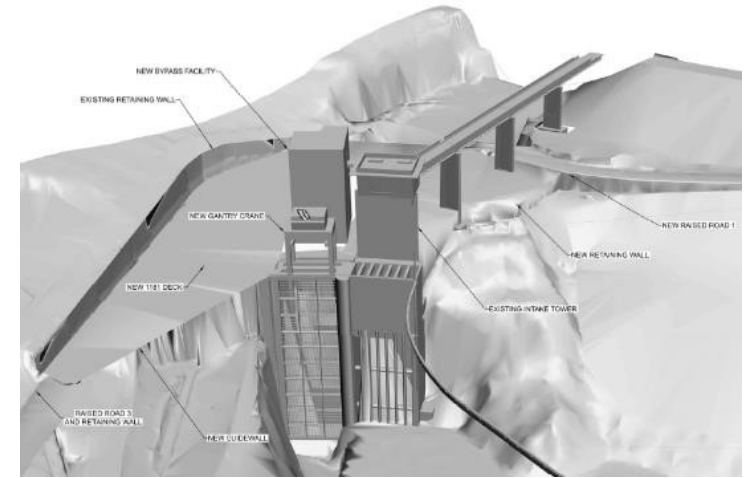 NEW BYPASS FACILITY
EXISTING RETAINING WALL
NEW GANTRY CRANE
NEW RAISED ROAD 1
NEW RETAINING WALL
NEW 1181 DECK
EXISTING INTAKE TOWER
RAISED ROAD 3
AND RETAINING WALL
NEW GUIDEWALL